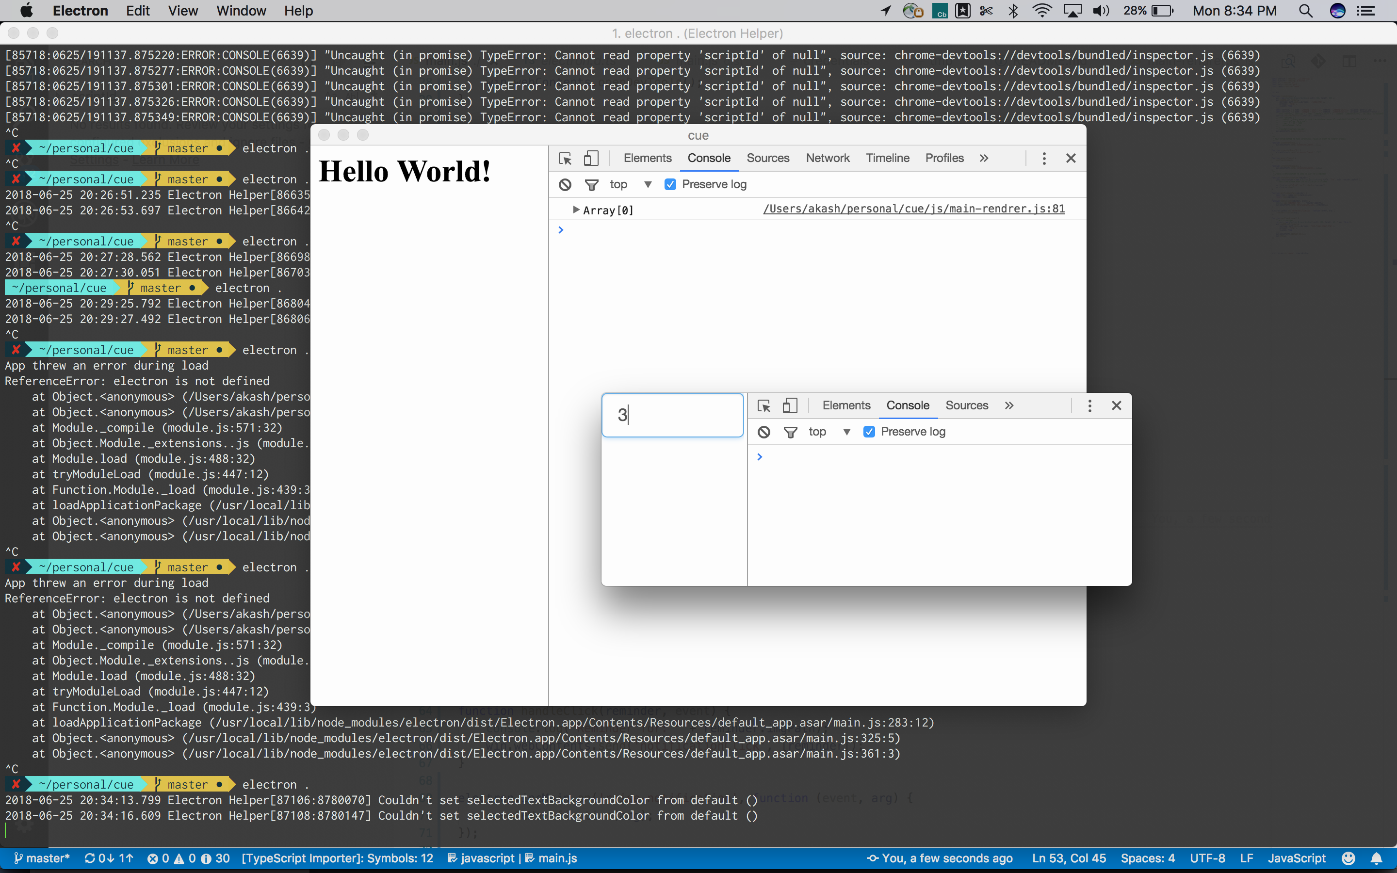 Electron Edit View Window Help 28% Mon 8:34 PM
1. electron . (Electron Helper)
[85718:0625/191137.875220:ERROR:CONSOLE(6639)] "Uncaught (in promise) TypeError: Cannot read property 'scriptId' of null", source: chrome-devtools://devtools/bundled/inspector.js (6639)
[85718:0625/191137.875277:ERROR:CONSOLE(6639)] "Uncaught (in promise) TypeError: Cannot read property 'scriptId' of null", source: chrome-devtools://devtools/bundled/inspector.js (6639)
[85718:0625/191137.875301:ERROR:CONSOLE(6639)] "Uncaught (in promise) TypeError: Cannot read property 'scriptId' of null", source: chrome-devtools://devtools/bundled/inspector.js (6639)
[85718:0625/191137.875326:ERROR:CONSOLE(6639)] "Uncaught (in promise) TypeError: Cannot read property 'scriptId' of null", source: chrome-devtools://devtools/bundled/inspector.js (6639)
[85718:0625/191137.875349:ERROR:CONSOLE(6639)] "Uncaught (in promise) TypeError: Cannot read property 'scriptId' of null", source: chrome-devtools://devtools/bundled/inspector.js (6639)
^C
✘ ~/personal/cue master ● electron .
^C
✘ ~/personal/cue master ● electron .
2018-06-25 20:26:51.235 Electron Helper[86635
2018-06-25 20:26:53.697 Electron Helper[86642
^C
✘ ~/personal/cue master ● electron .
2018-06-25 20:27:28.562 Electron Helper[86698
2018-06-25 20:27:30.051 Electron Helper[86703
~/personal/cue master ● electron .
2018-06-25 20:29:25.792 Electron Helper[86804
2018-06-25 20:29:27.492 Electron Helper[86806
^C
✘ ~/personal/cue master ● electron .
App threw an error during load
ReferenceError: electron is not defined
at Object.<anonymous> (/Users/akash/perso
at Object.<anonymous> (/Users/akash/perso
at Module._compile (module.js:571:32)
at Object.Module._extensions..js (module.
at Module.load (module.js:488:32)
at tryModuleLoad (module.js:447:12)
at Function.Module._load (module.js:439:3
at loadApplicationPackage (/usr/local/lib
at Object.<anonymous> (/usr/local/lib/nod
at Object.<anonymous> (/usr/local/lib/nod
^C
✘ ~/personal/cue master ● electron .
App threw an error during load
ReferenceError: electron is not defined
at Object.<anonymous> (/Users/akash/perso
at Object.<anonymous> (/Users/akash/perso
at Module._compile (module.js:571:32)
at Object.Module._extensions..js (module.
at Module.load (module.js:488:32)
at tryModuleLoad (module.js:447:12)
at Function.Module._load (module.js:439:3)
at loadApplicationPackage (/usr/local/lib/node_modules/electron/dist/Electron.app/Contents/Resources/default_app.asar/main.js:283:12)
at Object.<anonymous> (/usr/local/lib/node_modules/electron/dist/Electron.app/Contents/Resources/default_app.asar/main.js:325:5)
at Object.<anonymous> (/usr/local/lib/node_modules/electron/dist/Electron.app/Contents/Resources/default_app.asar/main.js:361:3)
^C
✘ ~/personal/cue master ● electron .
2018-06-25 20:34:13.799 Electron Helper[87106:8780070] Couldn't set selectedTextBackgroundColor from default ()
2018-06-25 20:34:16.609 Electron Helper[87108:8780147] Couldn't set selectedTextBackgroundColor from default ()
function (event, arg) {
});
cue
Hello World!
Elements Console Sources Network Timeline Profiles »
top ▼ Preserve log
▶Array[0] /Users/akash/personal/cue/js/main-rendrer.js:81
3
Elements Console Sources »
top ▼ Preserve log
master* 0↓ 1↑ 0 0 30 [TypeScript Importer]: Symbols: 12 javascript | main.js You, a few seconds ago Ln 53, Col 45 Spaces: 4 UTF-8 LF JavaScript